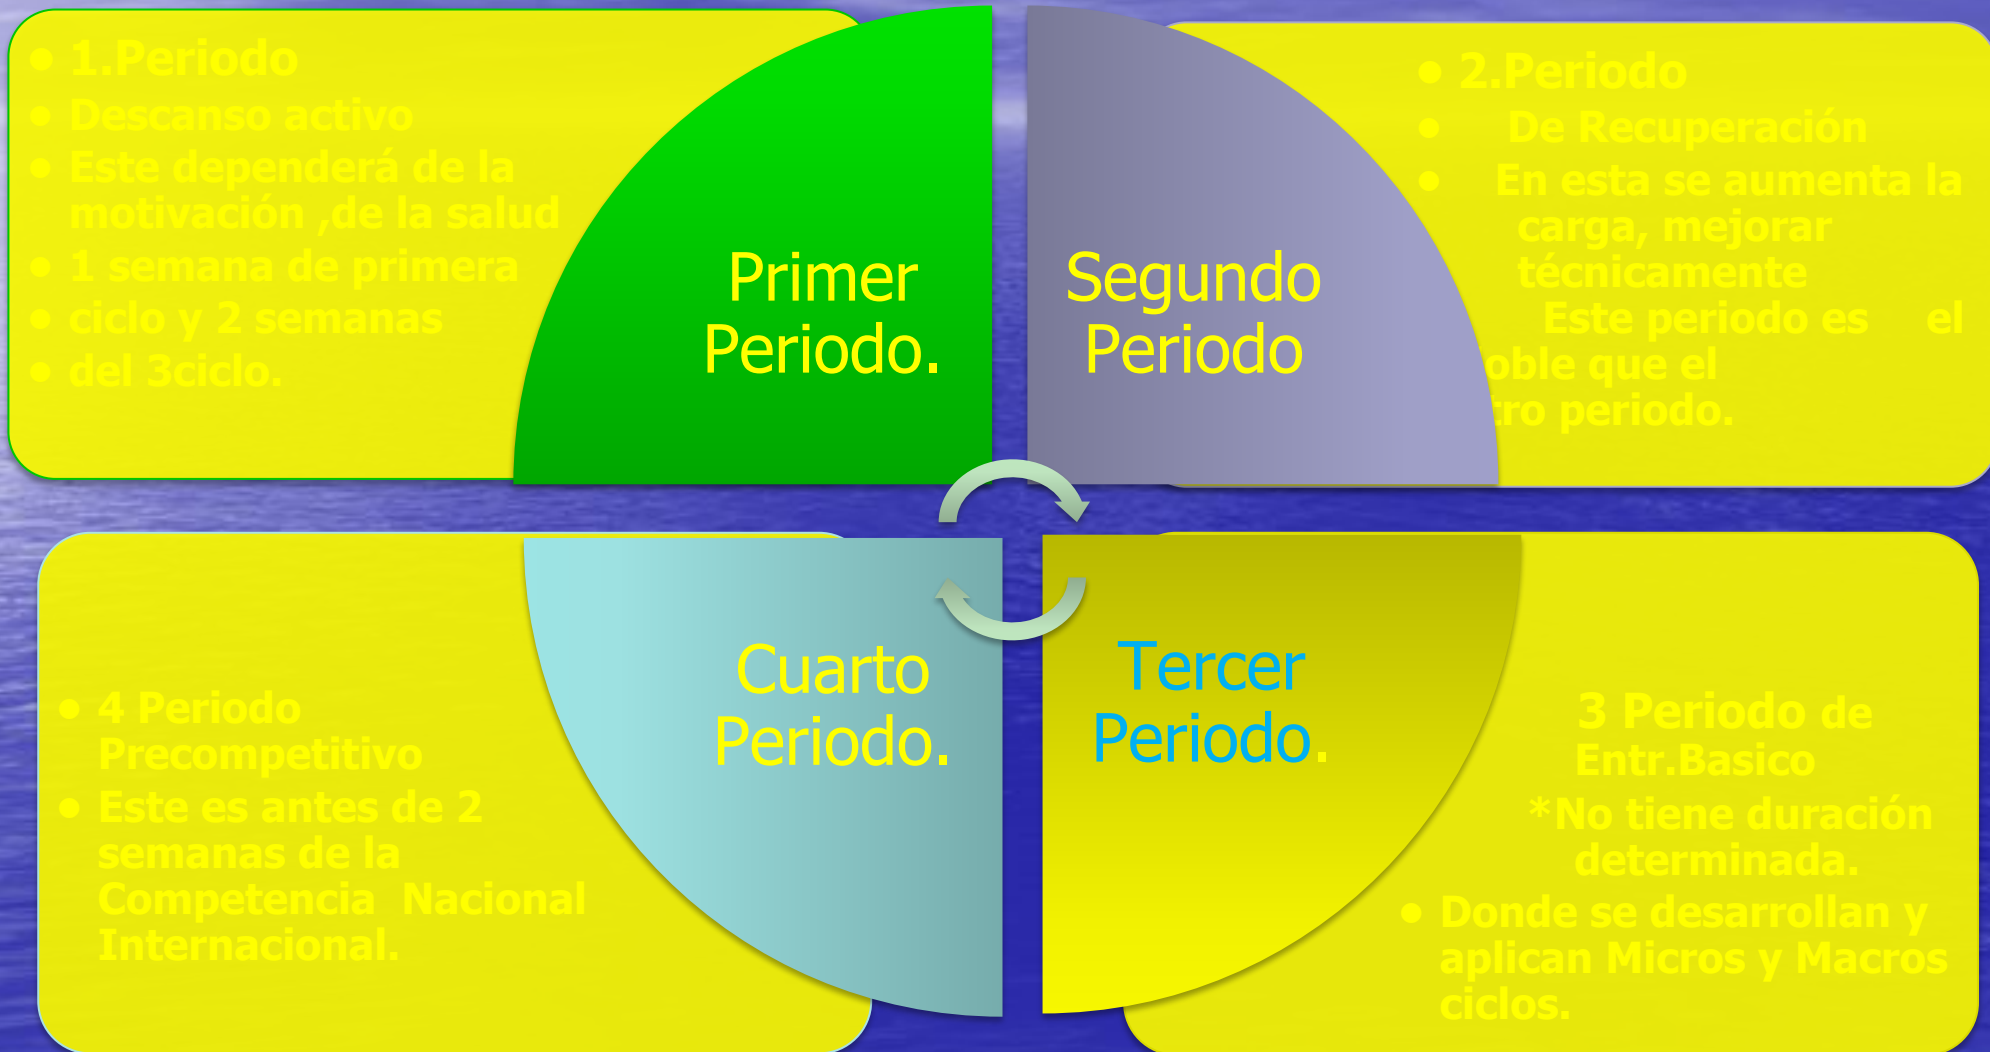 • 1.Periodo
• Descanso activo
• Este dependerá de la
motivación ,de la salud
• 1 semana de primera
• ciclo y 2 semanas
• del 3ciclo.
Primer
Periodo.
Segundo
Periodo
• 2.Periodo
• De Recuperación
• En esta se aumenta la
carga, mejorar
técnicamente
Este periodo es el
oble que el
tro periodo.
• 4 Periodo
Precompetitivo
• Este es antes de 2
semanas de la
Competencia Nacional
Internacional.
Cuarto
Periodo.
Tercer
Periodo.
3 Periodo de
Entr.Basico
*No tiene duración
determinada.
• Donde se desarrollan y
aplican Micros y Macros
ciclos.